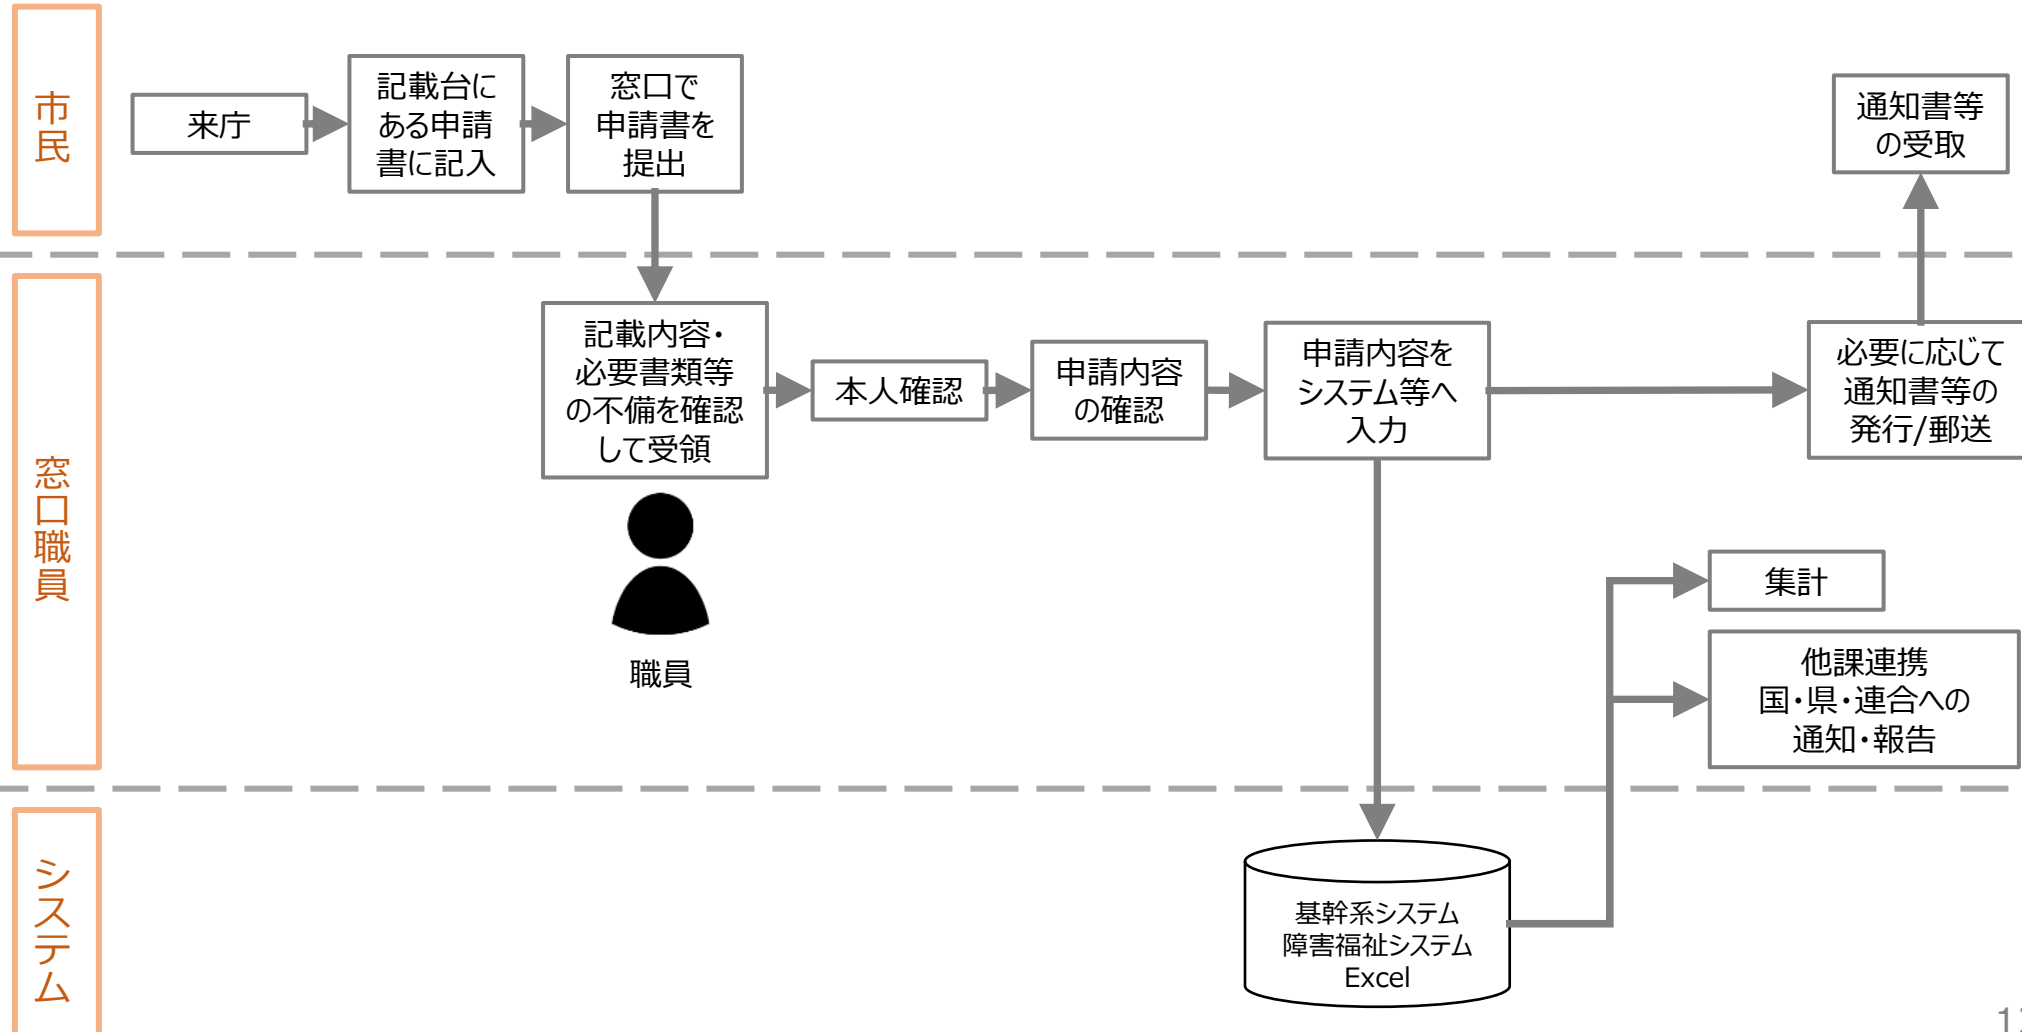 市民
来庁
記載台に
ある申請
書に記入
窓口で
申請書を
提出
通知書等
の受取
窓口職員
記載内容・
必要書類等
の不備を確認
して受領
本人確認
申請内容
の確認
申請内容を
システム等へ
入力
必要に応じて
通知書等の
発行/郵送
職員
集計
他課連携
国・県・連合への
通知・報告
システム
基幹系システム
障害福祉システム
Excel